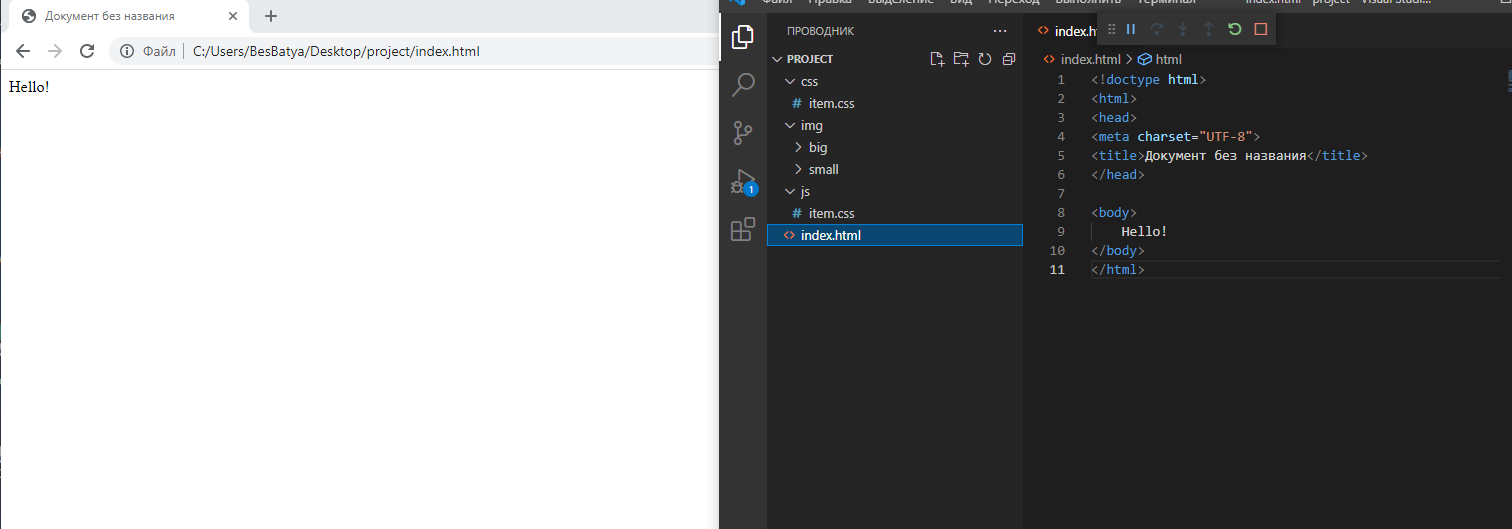 Документ без названия
Файл C:/Users/BesBatya/Desktop/project/index.html
Hello!
Файл Правка Выделение Вид Переход Выполнить Терминал index.html - project - Visual Studi...
ПРОВОДНИК
PROJECT
css
# item.css
img
big
small
js
# item.css
index.html
1
index.h
index.html > html
1 <!doctype html>
2 <html>
3 <head>
4 <meta charset="UTF-8">
5 <title>Документ без названия</title>
6 </head>
7
8 <body>
9 Hello!
10 </body>
11 </html>